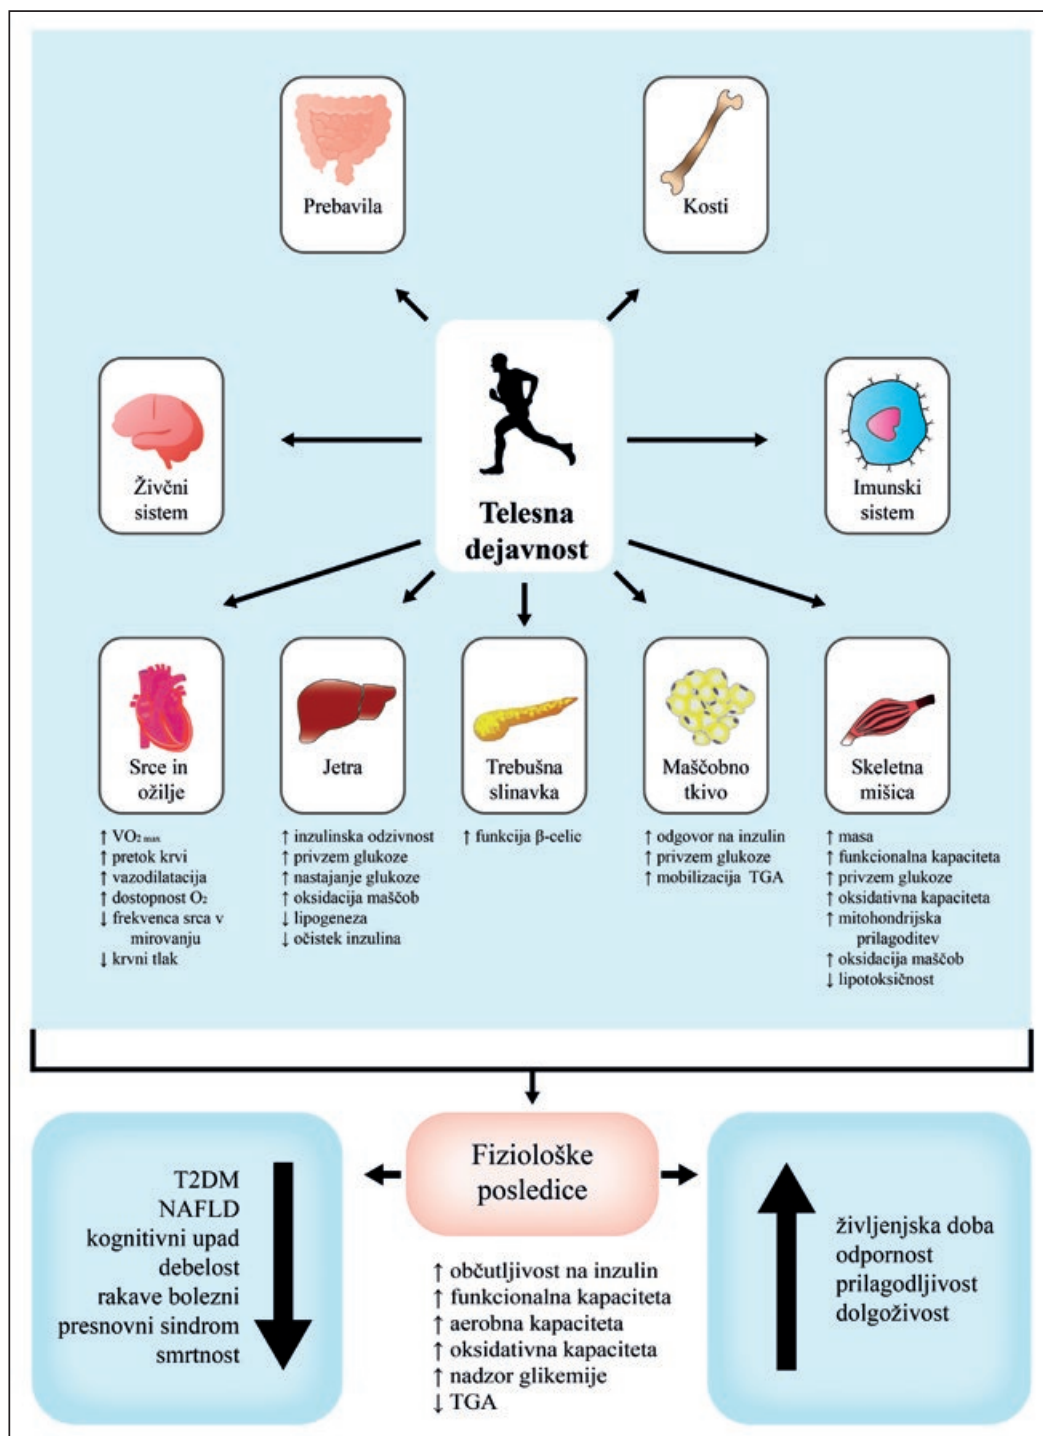 Prebavila
Kosti
Živčni
sistem
Telesna
dejavnost
Imunski
sistem
Srce in
ožilje
↑ VO2 max
↑ pretok krvi
↑ vazodilatacija
↑ dostopnost O2
↓ frekvenca srca v
mirovanju
↓ krvni tlak
Jetra
↑ inzulinska odzivnost
↑ privzem glukoze
↑ nastajanje glukoze
↑ oksidacija maščob
↓ lipogeneza
↓ očistek inzulina
Trebušna
slinavka
↑ funkcija β-celic
Maščobno
tkivo
↑ odgovor na inzulin
↑ privzem glukoze
↑ mobilizacija TGA
Skeletna
mišica
↑ masa
↑ funkcionalna kapaciteta
↑ privzem glukoze
↑ oksidativna kapaciteta
↑ mitohondrijska
prilagoditev
↑ oksidacija maščob
↓ lipotoksičnost
T2DM
NAFLD
kognitivni upad
debelost
rakave bolezni
presnovni sindrom
smrtnost
Fiziološke
posledice
↑ občutljivost na inzulin
↑ funkcionalna kapaciteta
↑ aerobna kapaciteta
↑ oksidativna kapaciteta
↑ nadzor glikemije
↓ TGA
življenjska doba
odpornost
prilagodljivost
dolgoživost